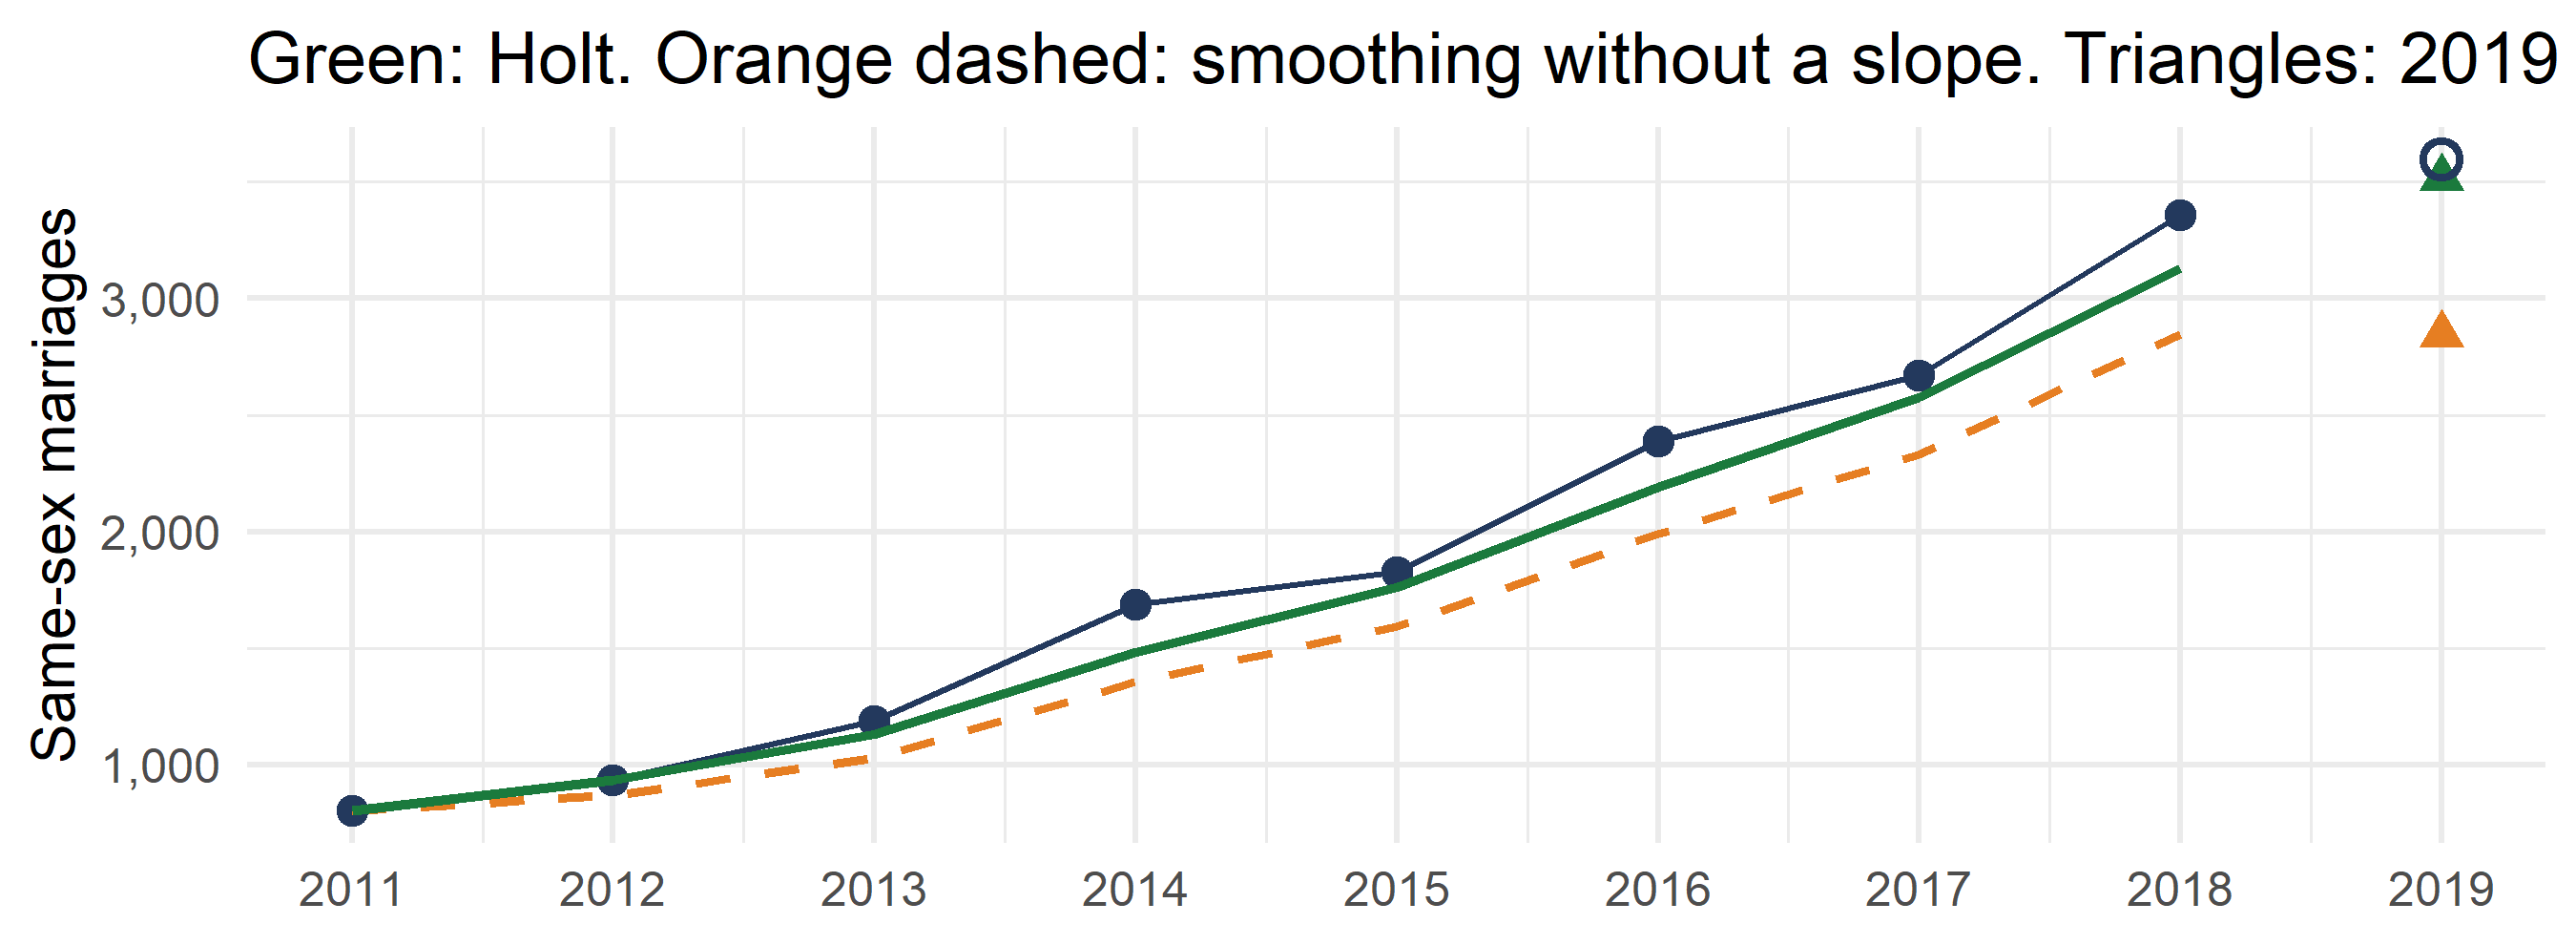 Green: Holt. Orange dashed: smoothing without a slope. Triangles: 2019
Same-sex marriages
3,000
2,000
1,000
2011 2012 2013 2014 2015 2016 2017 2018 2019